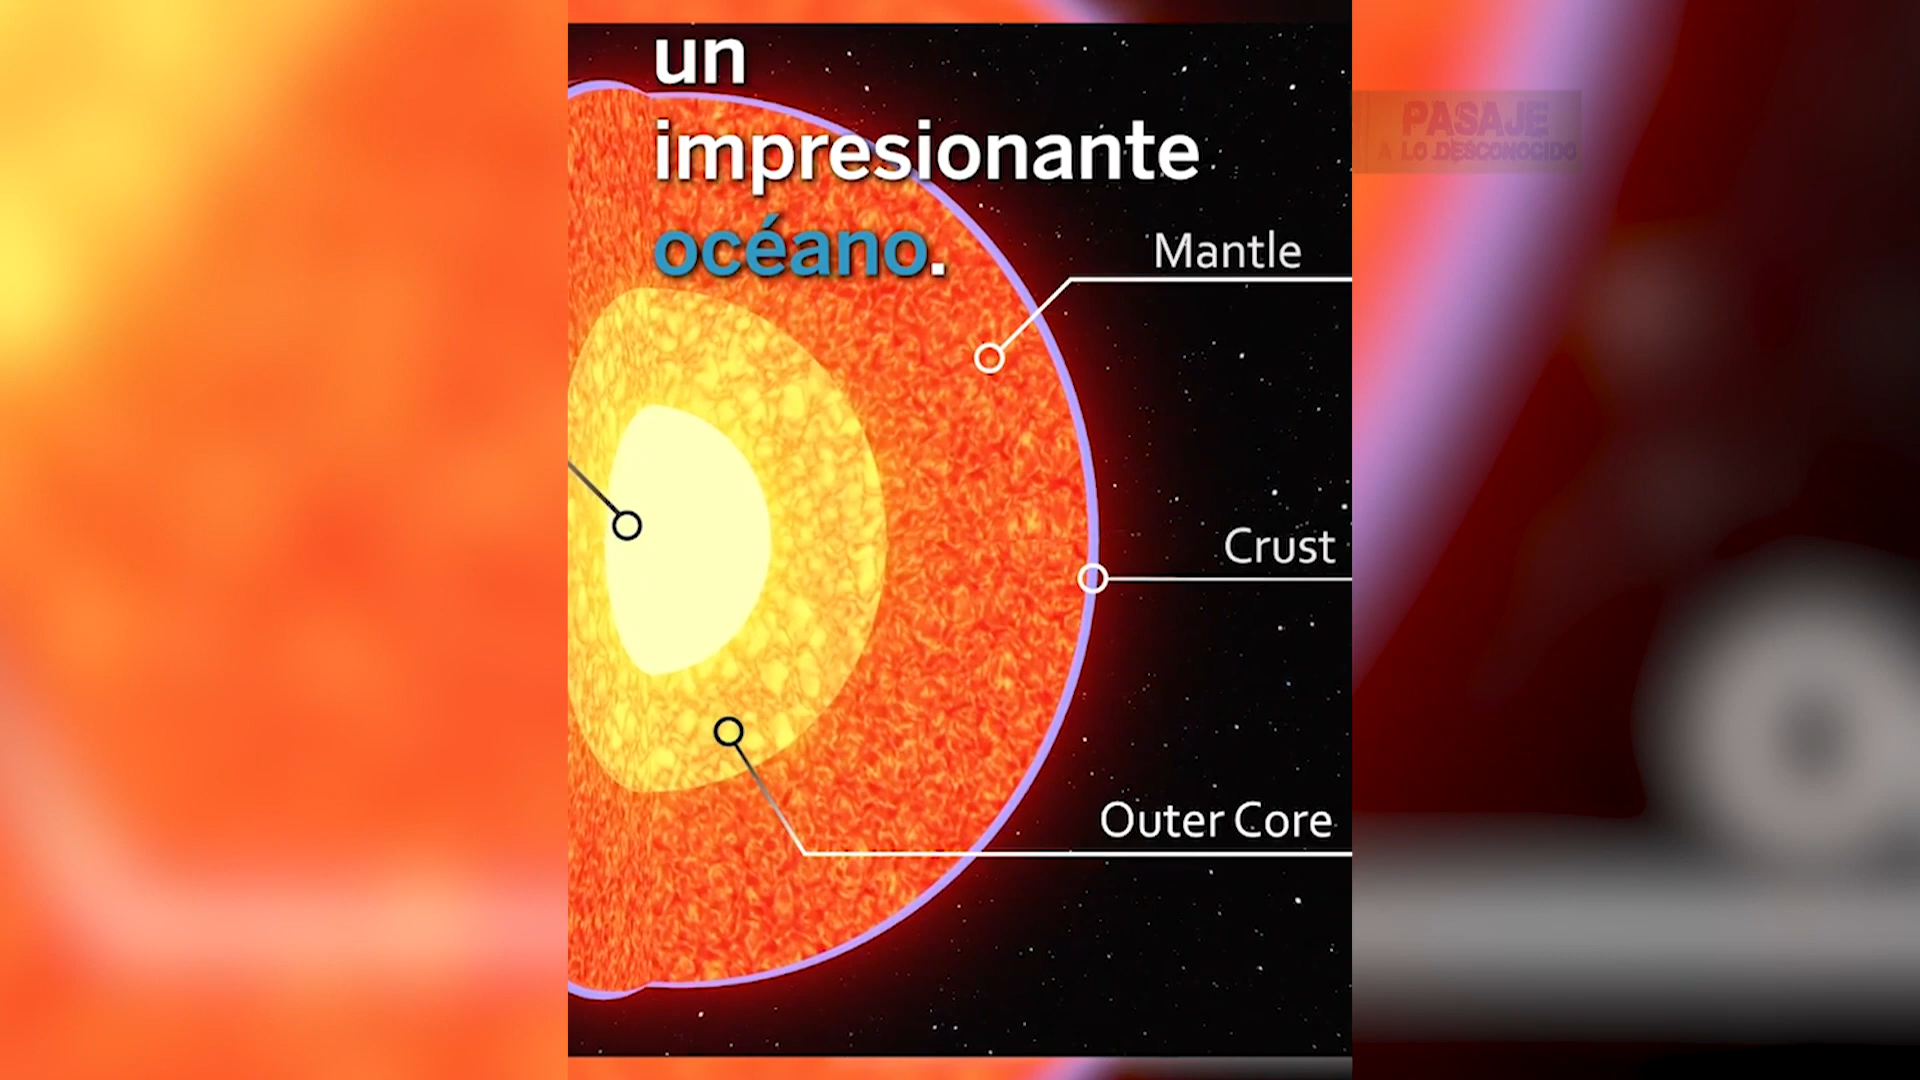 un
impresionante
océano.
PASAJE
A LO DESCONOCIDO
Mantle
Crust
Outer Core